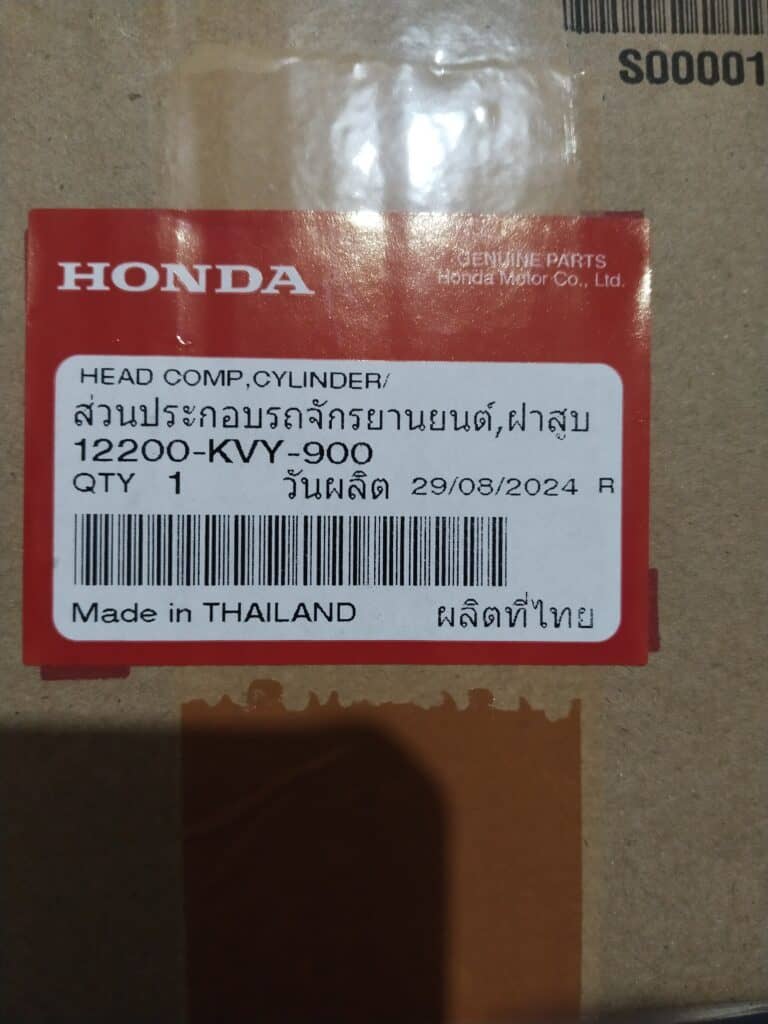 S00001
HONDA
GENUINE PARTS
Honda Motor Co., Ltd.
HEAD COMP,CYLINDER/
ส่วนประกอบรถจักรยานยนต์,ฝาสูบ
12200-KVY-900
QTY 1 วันผลิต 29/08/2024 R
Made in THAILAND ผลิตที่ไทย